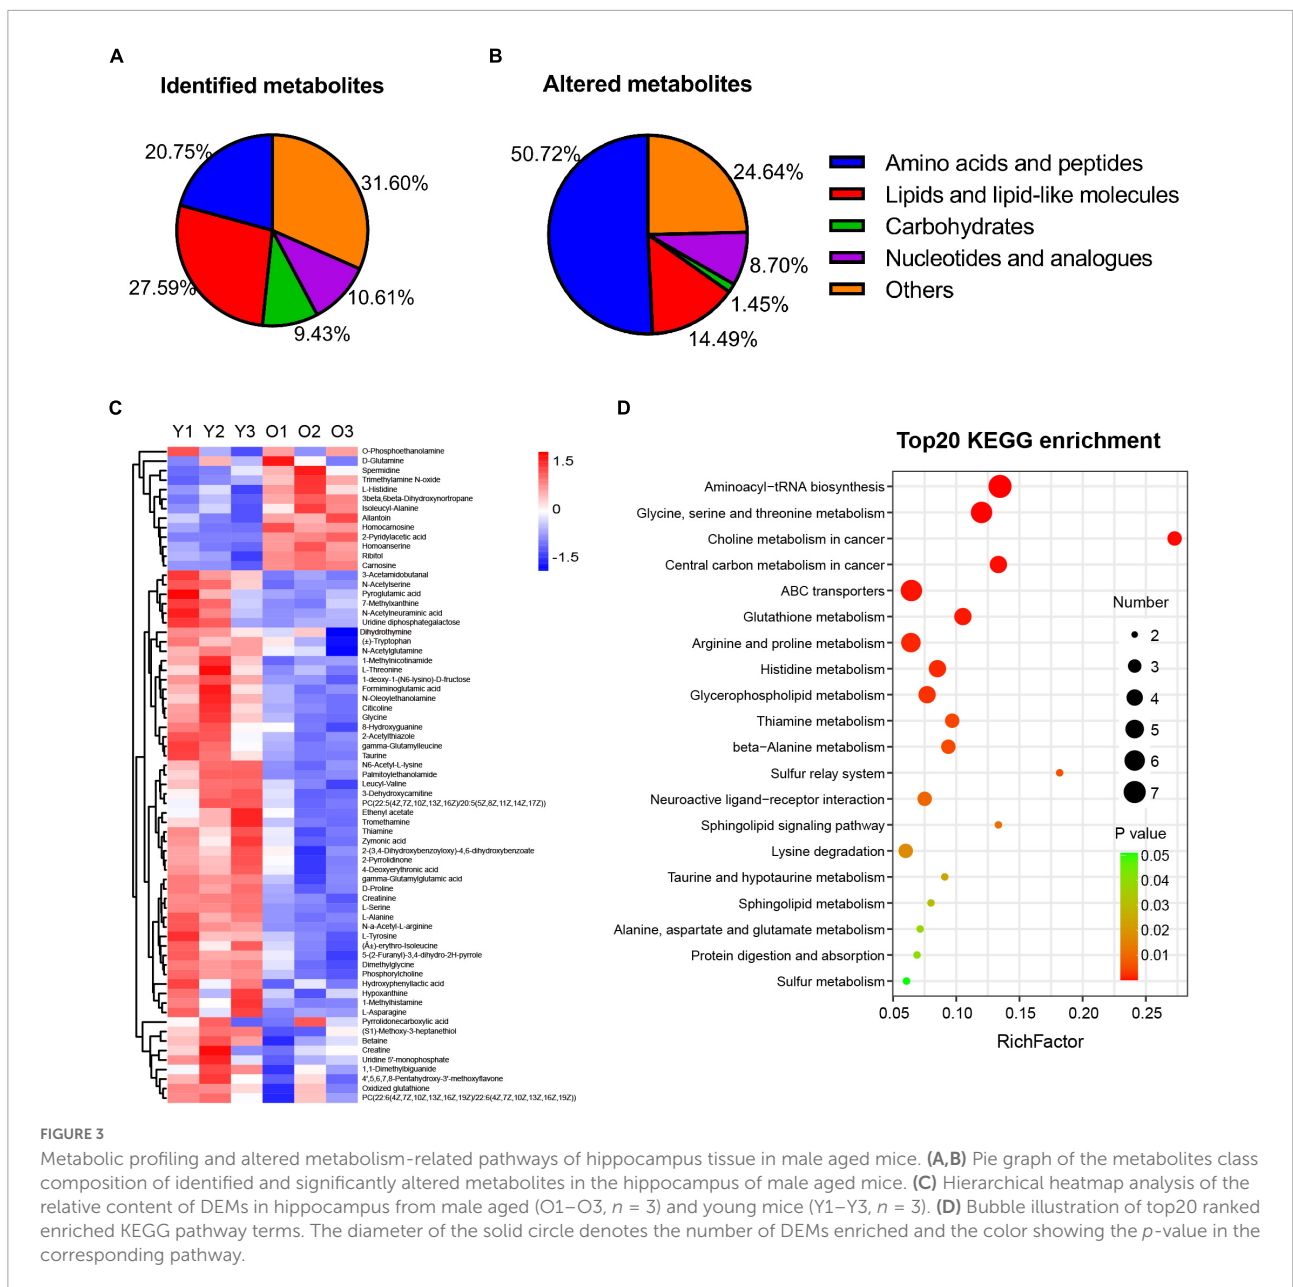 A
Identified metabolites
20.75%
31.60%
27.59%
10.61%
9.43%
B
Altered metabolites
50.72%
24.64%
8.70%
1.45%
14.49%
Amino acids and peptides
Lipids and lipid-like molecules
Carbohydrates
Nucleotides and analogues
Others
C
Y1 Y2 Y3 O1 O2 O3
O-Phosphoethanolamine
D-Glutamine
Spermidine
Trimethylamine N-oxide
L-Histidine
3beta,6beta-Dihydroxynortropane
Isoleucyl-Alanine
Allantoin
Homocarnosine
2-Pyridylacetic acid
Homoanserine
Ribitol
Carnosine
3-Acetamidobutanal
N-Acetylserine
Pyroglutamic acid
7-Methylxanthine
N-Acetylneuraminic acid
Uridine diphosphategalactose
Dihydrothymine
(±)-Tryptophan
N-Acetylglutamine
1-Methylnicotinamide
L-Threonine
1-deoxy-1-(N6-lysino)-D-fructose
Formiminoglutamic acid
N-Oleoylethanolamine
Citicoline
Glycine
8-Hydroxyguanine
2-Acetylthiazole
gamma-Glutamylleucine
Taurine
N6-Acetyl-L-lysine
Palmitoylethanolamide
Leucyl-Valine
3-Dehydroxycarnitine
PC(22:5(4Z,7Z,10Z,13Z,16Z)/20:5(5Z,8Z,11Z,14Z,17Z))
Ethenyl acetate
Tromethamine
Thiamine
Zymonic acid
2-(3,4-Dihydroxybenzoyloxy)-4,6-dihydroxybenzoate
2-Pyrrolidinone
4-Deoxyerythronic acid
gamma-Glutamylglutamic acid
D-Proline
Creatinine
L-Serine
L-Alanine
N-a-Acetyl-L-arginine
L-Tyrosine
(Â±)-erythro-Isoleucine
5-(2-Furanyl)-3,4-dihydro-2H-pyrrole
Dimethylglycine
Phosphorylcholine
Hydroxyphenyllactic acid
Hypoxanthine
1-Methylhistamine
L-Asparagine
Pyrrolidonecarboxylic acid
(S1)-Methoxy-3-heptanethiol
Betaine
Creatine
Uridine 5'-monophosphate
1,1-Dimethylbiguanide
4',5,6,7,8-Pentahydroxy-3'-methoxyflavone
Oxidized glutathione
PC(22:6(4Z,7Z,10Z,13Z,16Z,19Z)/22:6(4Z,7Z,10Z,13Z,16Z,19Z))
1.5
0
-1.5
D
Top20 KEGG enrichment
Aminoacyl−tRNA biosynthesis
Glycine, serine and threonine metabolism
Choline metabolism in cancer
Central carbon metabolism in cancer
ABC transporters
Glutathione metabolism
Arginine and proline metabolism
Histidine metabolism
Glycerophospholipid metabolism
Thiamine metabolism
beta−Alanine metabolism
Sulfur relay system
Neuroactive ligand−receptor interaction
Sphingolipid signaling pathway
Lysine degradation
Taurine and hypotaurine metabolism
Sphingolipid metabolism
Alanine, aspartate and glutamate metabolism
Protein digestion and absorption
Sulfur metabolism
0.05 0.10 0.15 0.20 0.25
RichFactor
Number
2
3
4
5
6
7
P value
0.05
0.04
0.03
0.02
0.01
FIGURE 3
Metabolic profiling and altered metabolism-related pathways of hippocampus tissue in male aged mice. (A,B) Pie graph of the metabolites class
composition of identified and significantly altered metabolites in the hippocampus of male aged mice. (C) Hierarchical heatmap analysis of the
relative content of DEMs in hippocampus from male aged (O1–O3, n = 3) and young mice (Y1–Y3, n = 3). (D) Bubble illustration of top20 ranked
enriched KEGG pathway terms. The diameter of the solid circle denotes the number of DEMs enriched and the color showing the p-value in the
corresponding pathway.